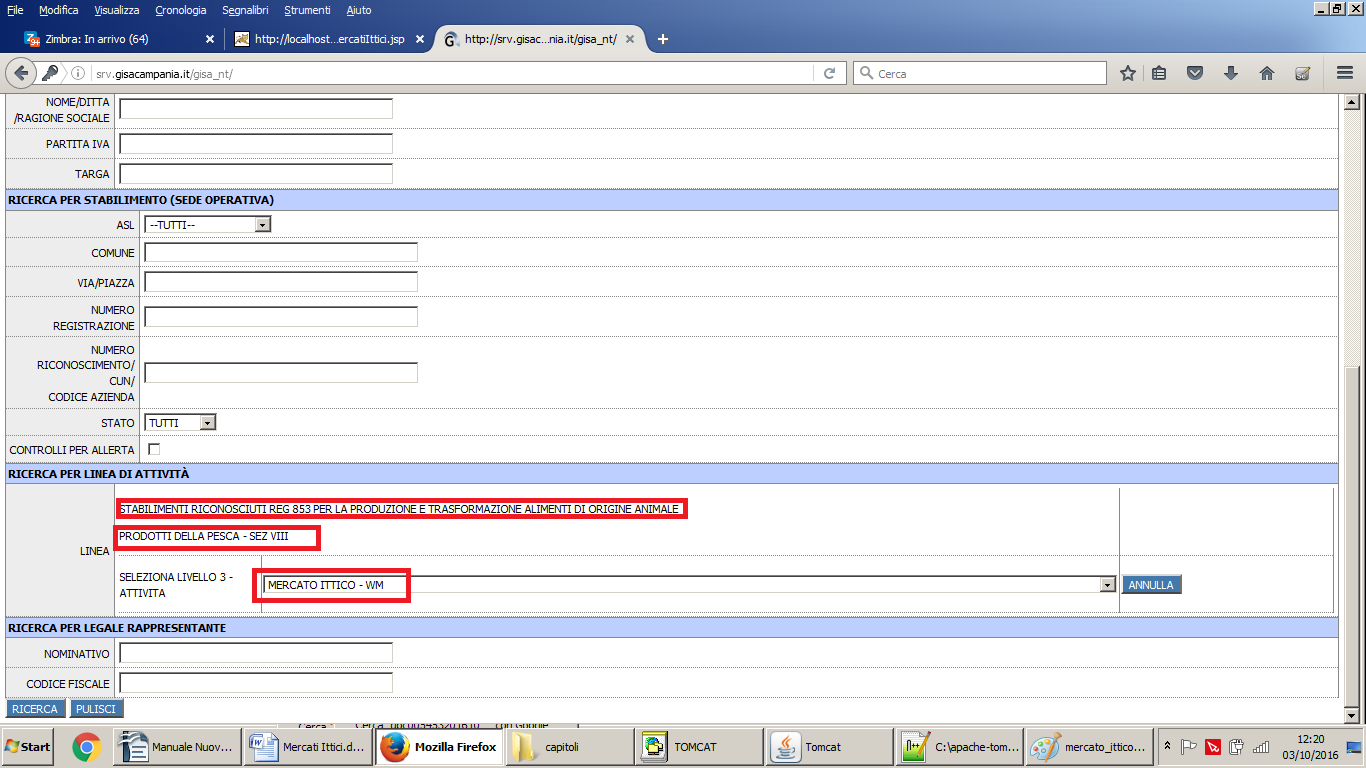 File Modifica Visualizza Cronologia Segnalibri Strumenti Aiuto
Zimbra: In arrivo (64) http://localhost...ercatiIttici.jsp http://srv.gisac...nia.it/gisa_nt/
srv.gisacampania.it/gisa_nt/ Cerca
NOME/DITTA
/RAGIONE SOCIALE
PARTITA IVA
TARGA
RICERCA PER STABILIMENTO (SEDE OPERATIVA)
ASL --TUTTI--
COMUNE
VIA/PIAZZA
NUMERO
REGISTRAZIONE
NUMERO
RICONOSCIMENTO/
CUN/
CODICE AZIENDA
STATO TUTTI
CONTROLLI PER ALLERTA
RICERCA PER LINEA DI ATTIVITÀ
STABILIMENTI RICONOSCIUTI REG 853 PER LA PRODUZIONE E TRASFORMAZIONE ALIMENTI DI ORIGINE ANIMALE
PRODOTTI DELLA PESCA - SEZ VIII
LINEA
SELEZIONA LIVELLO 3 -
ATTIVITA
MERCATO ITTICO - WM ANNULLA
RICERCA PER LEGALE RAPPRESENTANTE
NOMINATIVO
CODICE FISCALE
RICERCA PULISCI
Start Manuale Nuov... Mercati Ittici.d... Mozilla Firefox capitoli TOMCAT Tomcat C:\apache-tom... mercato_ittico...
12:20
03/10/2016